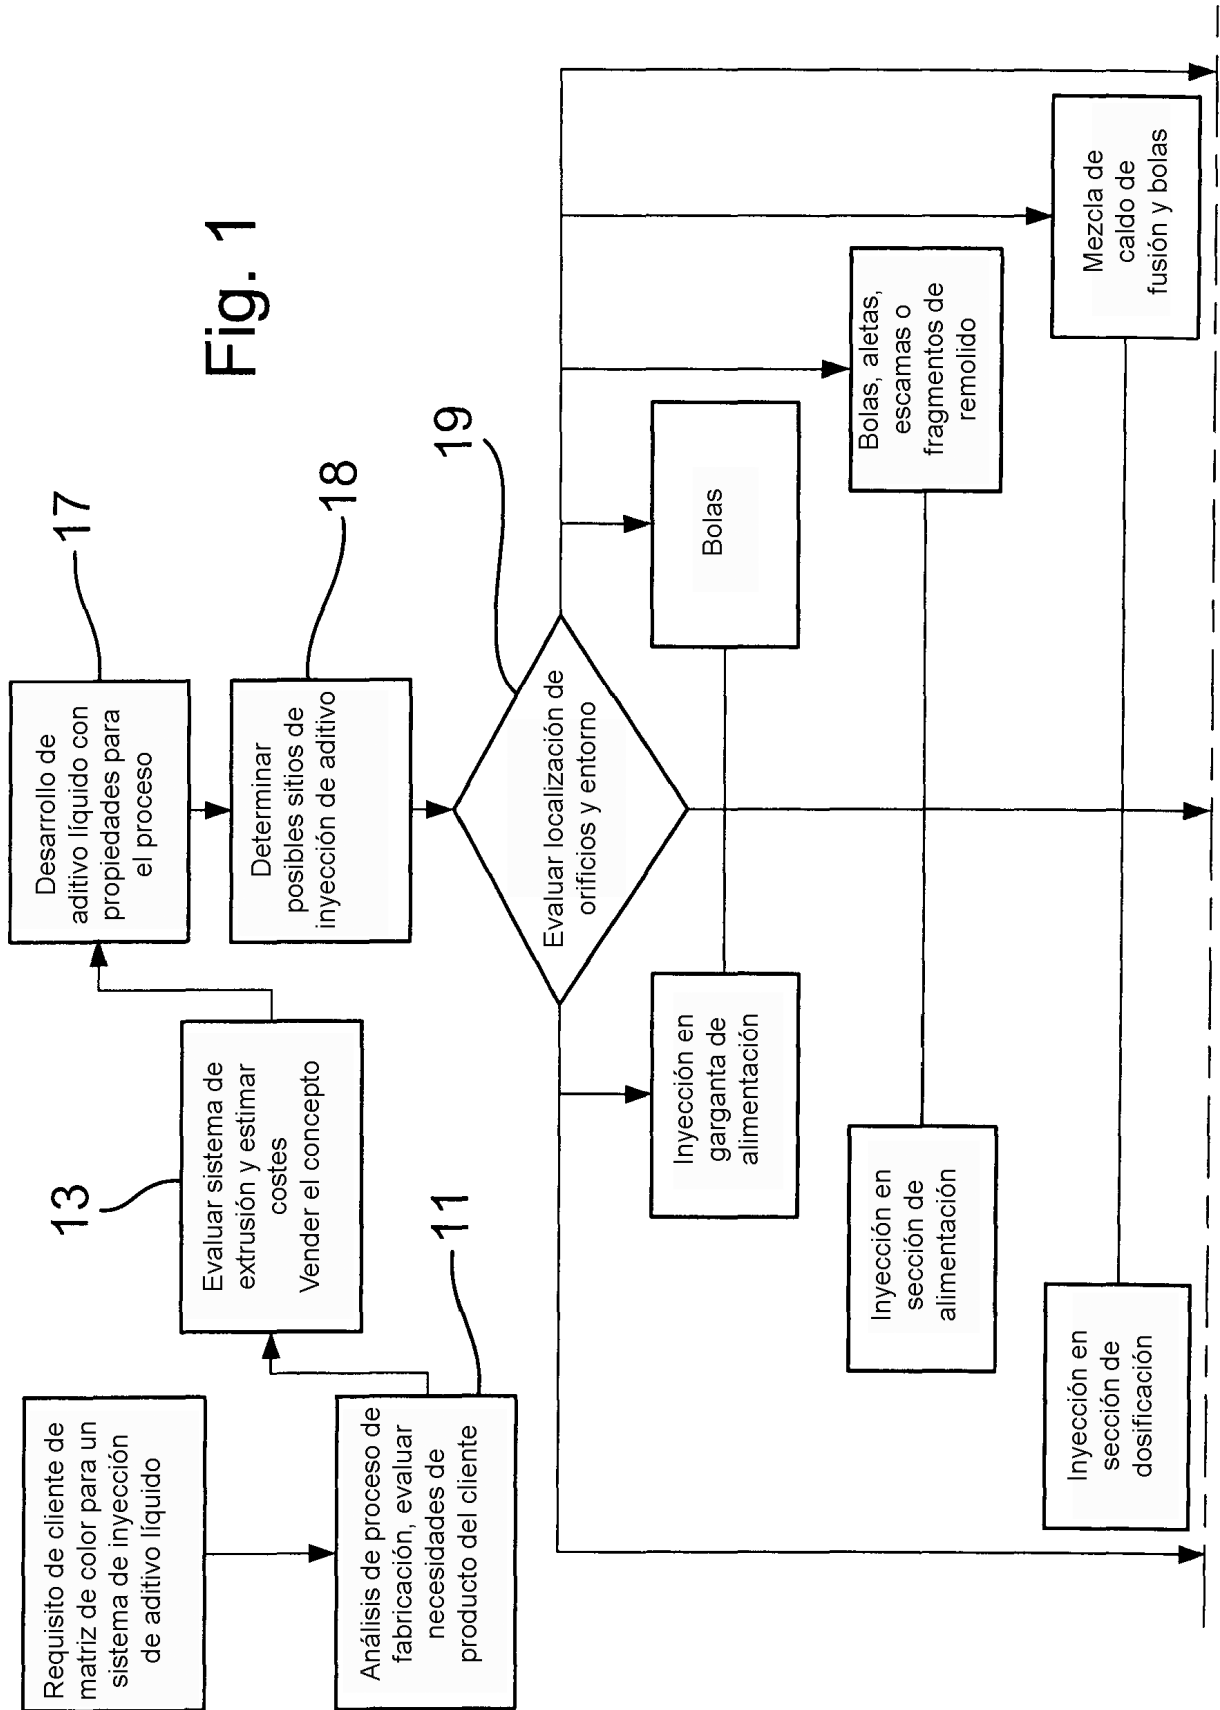 Requisito de cliente de
matriz de color para un
sistema de inyección
de aditivo líquido
Análisis de proceso de
fabricación, evaluar
necesidades de
producto del cliente
11
13
Evaluar sistema de
extrusión y estimar
costes
Vender el concepto
Desarrollo de
aditivo líquido con
propiedades para
el proceso
17
Determinar
posibles sitios de
inyección de aditivo
18
Fig. 1
19
Evaluar localización de
orificios y entorno
Inyección en
garganta de
alimentación
Bolas
Inyección en
sección de
alimentación
Bolas, aletas,
escamas o
fragmentos de
remolido
Inyección en
sección de
dosificación
Mezcla de
caldo de
fusión y bolas